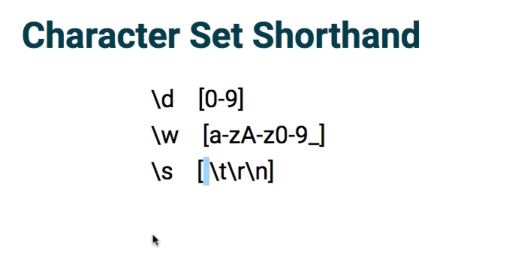 Character Set Shorthand
\d [0-9]
\w [a-zA-z0-9_]
\s [ \t\r\n]